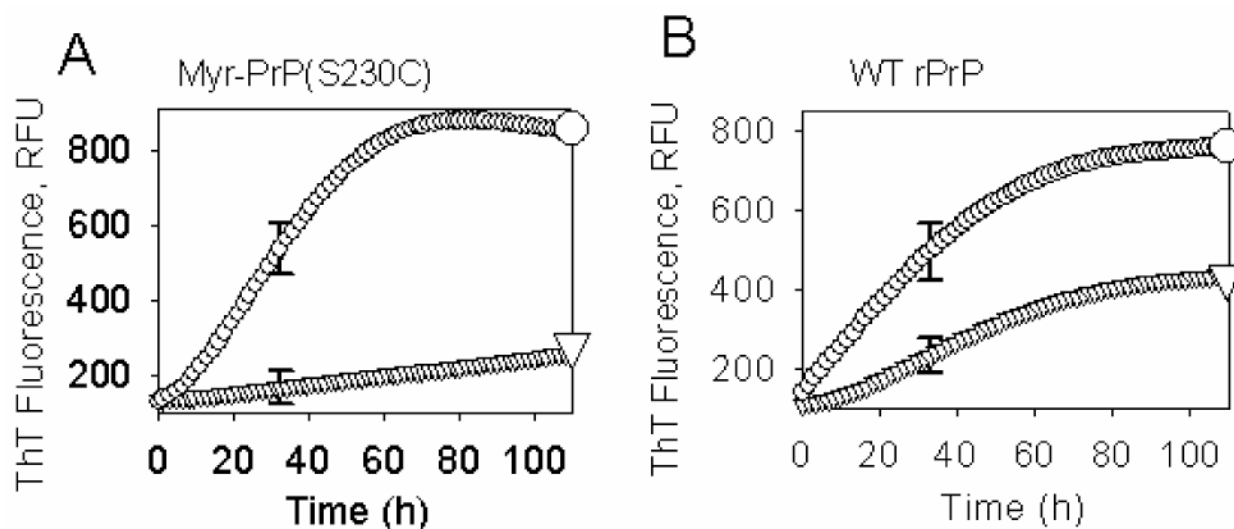 A
Myr-PrP(S230C)
ThT Fluorescence, RFU
800
600
400
200
0 20 40 60 80 100
Time (h)
B
WT rPrP
ThT Fluorescence, RFU
800
600
400
200
0 20 40 60 80 100
Time (h)